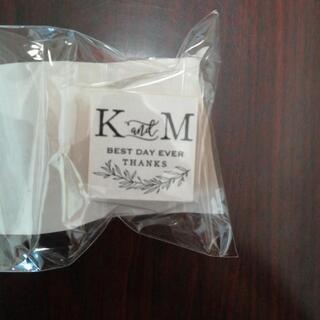 K and M
BEST DAY EVER
THANKS